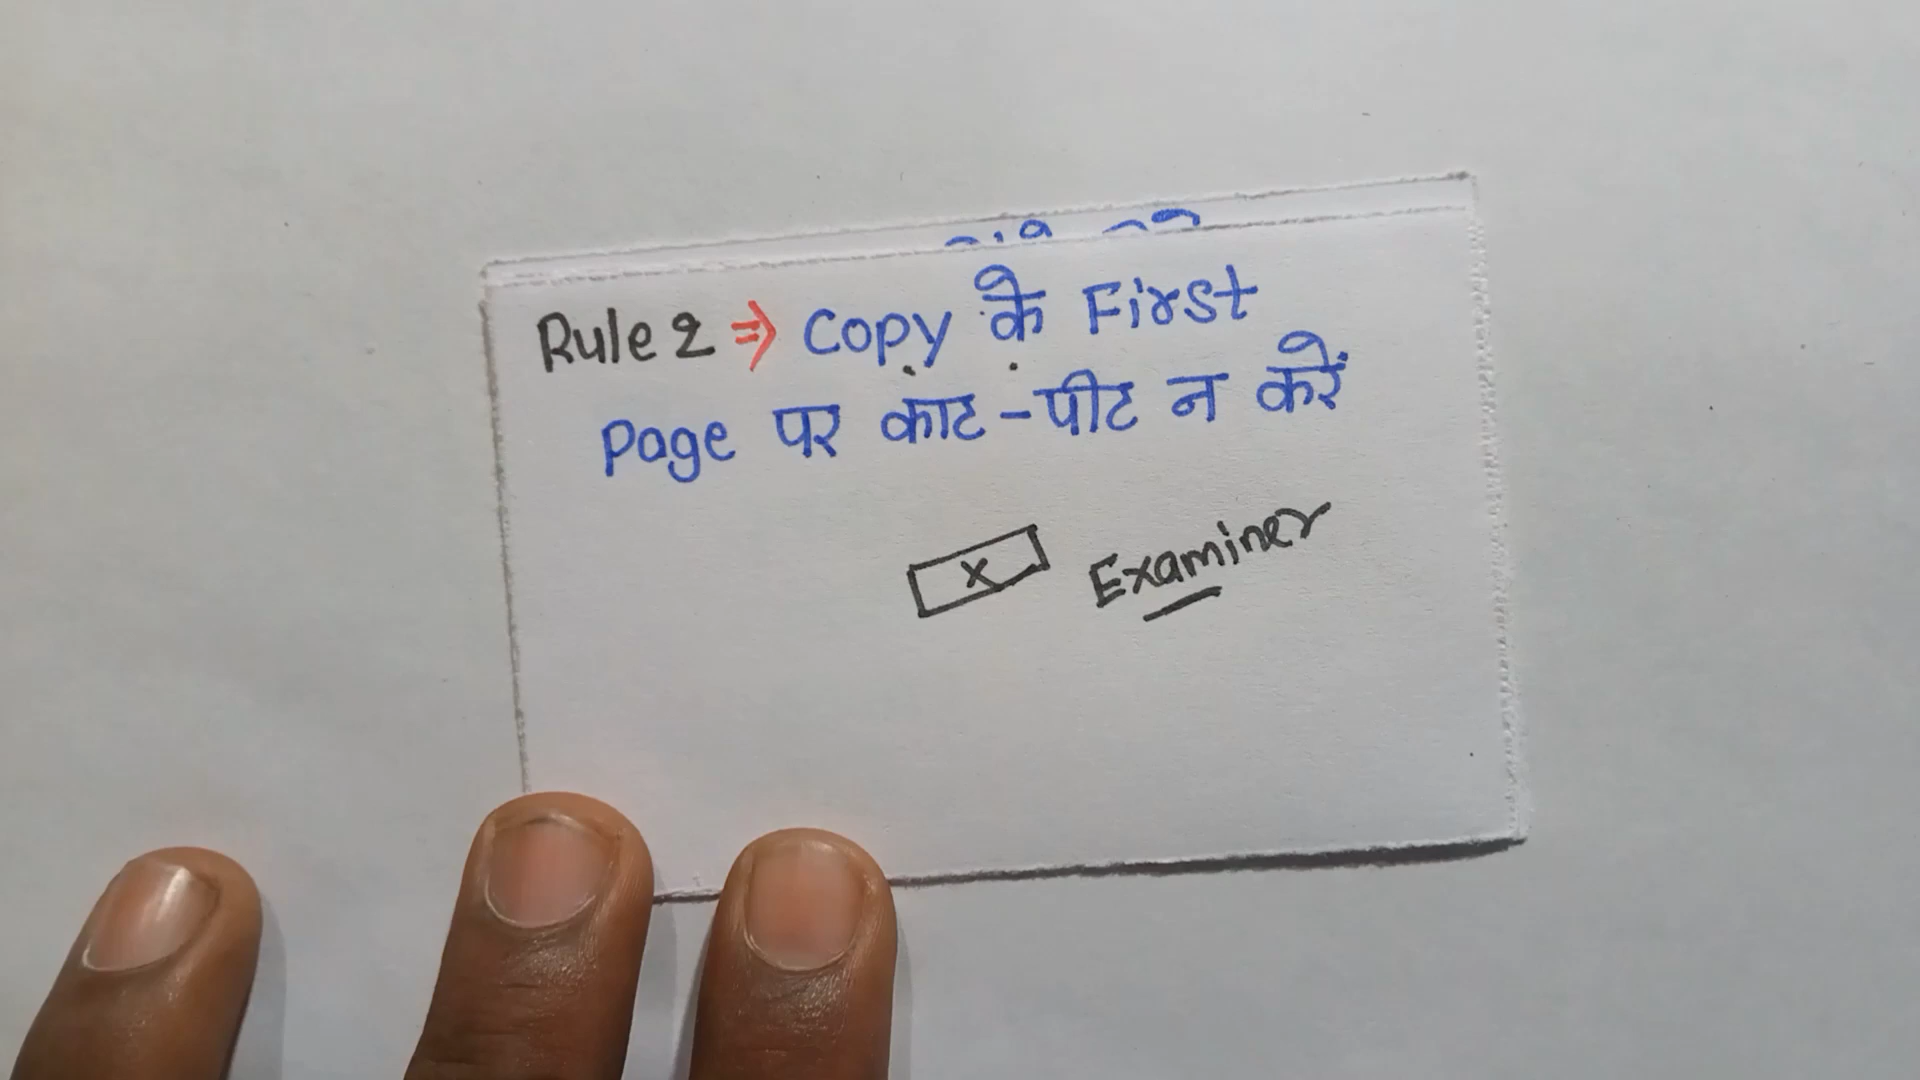 Rule 2 ⇒ Copy के First
Page पर काट-पीट न करें
x Examiner